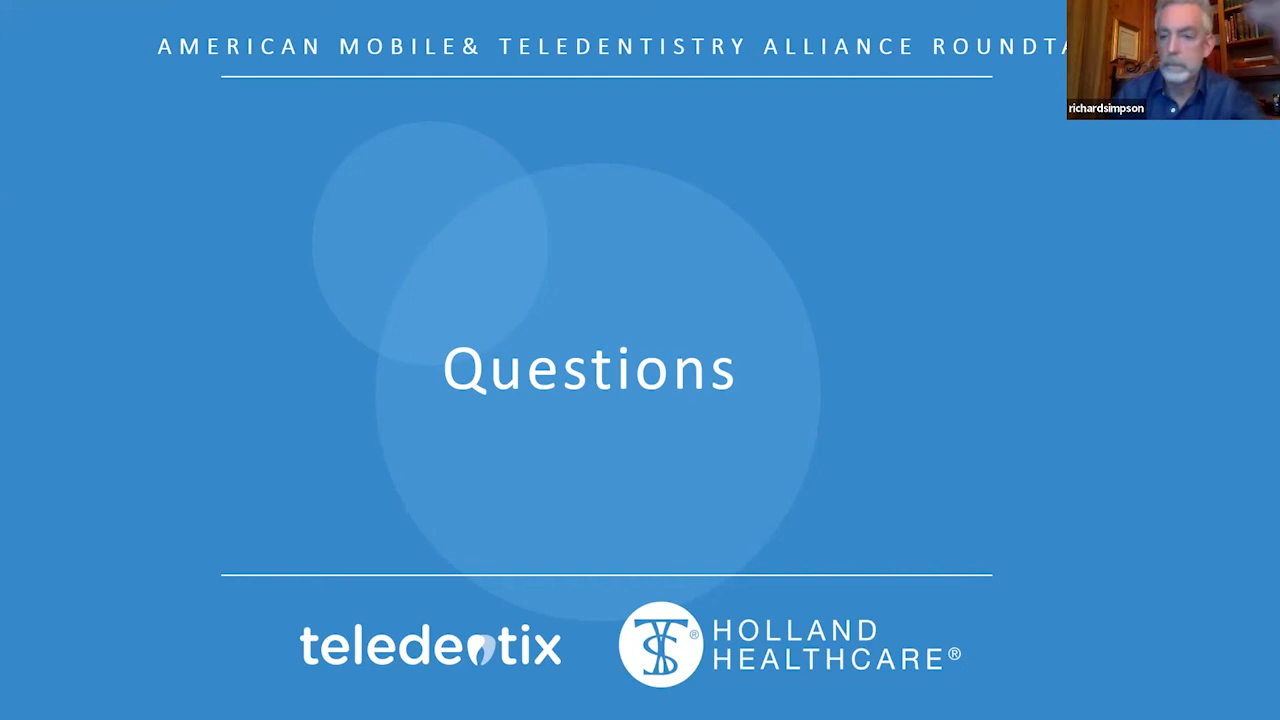 AMERICAN MOBILE& TELEDENTISTRY ALLIANCE ROUNDTA
richardsimpson
Questions
teledentix
HOLLAND
HEALTHCARE®